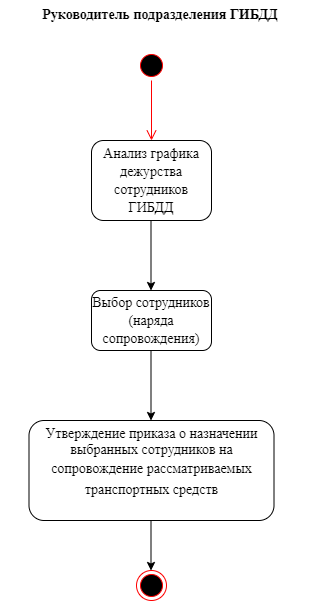 Руководитель подразделения ГИБДД
Анализ графика
дежурства
сотрудников
ГИБДД
Выбор сотрудников
(наряда
сопровождения)
Утверждение приказа о назначении
выбранных сотрудников на
сопровождение рассматриваемых
транспортных средств